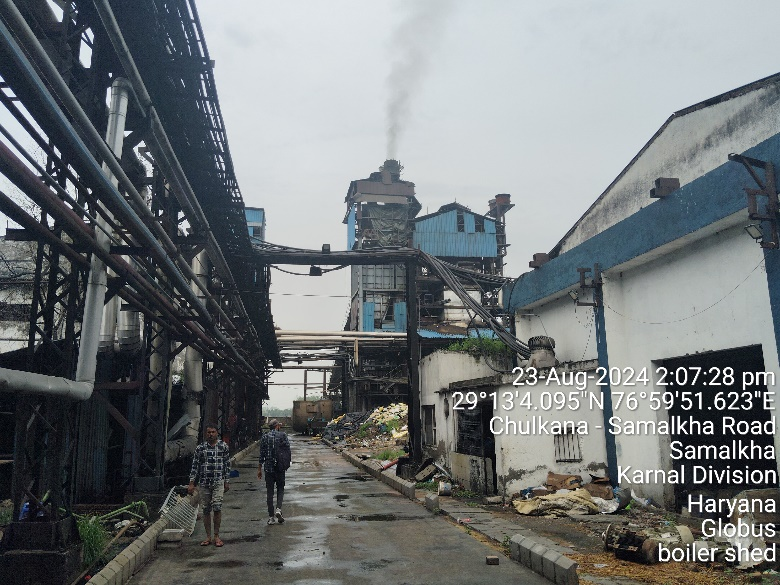 23-Aug-2024 2:07:28 pm
29°13'4.095"N 76°59'51.623"E
Chulkana - Samalkha Road
Samalkha
Karnal Division
Haryana
Globus
boiler shed